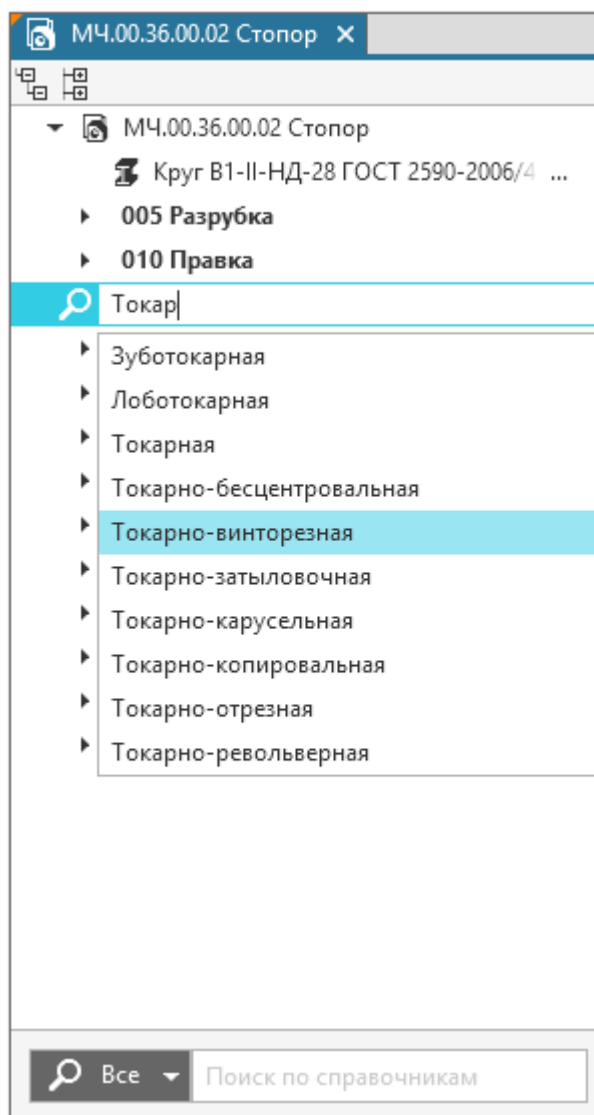 МЧ.00.36.00.02 Стопор
МЧ.00.36.00.02 Стопор
Круг В1-II-НД-28 ГОСТ 2590-2006/4 ...
005 Разрубка
010 Правка
Токар
Зуботокарная
Лоботокарная
Токарная
Токарно-бесцентровальная
Токарно-винторезная
Токарно-затыловочная
Токарно-карусельная
Токарно-копировальная
Токарно-отрезная
Токарно-револьверная
Все Поиск по справочникам